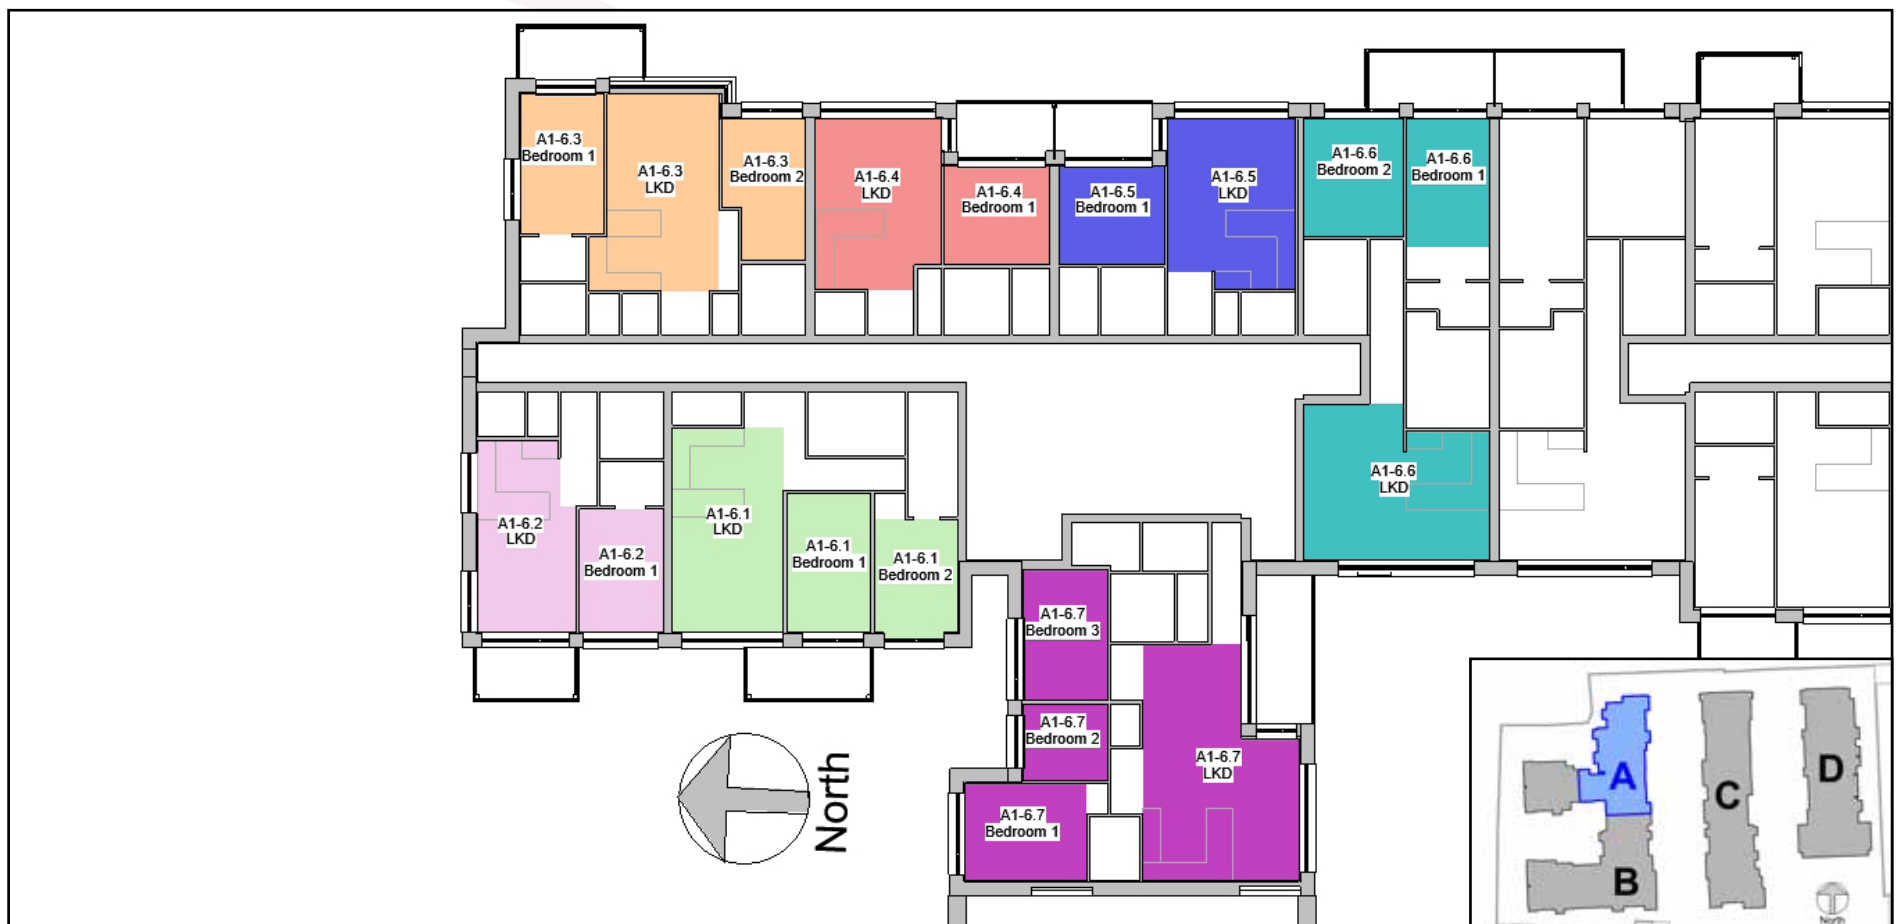 A1-6.3
Bedroom 1
A1-6.3
LKD
A1-6.3
Bedroom 2
A1-6.4
LKD
A1-6.4
Bedroom 1
A1-6.5
Bedroom 1
A1-6.5
LKD
A1-6.6
Bedroom 2
A1-6.6
Bedroom 1
A1-6.2
LKD
A1-6.2
Bedroom 1
A1-6.1
LKD
A1-6.1
Bedroom 1
A1-6.1
Bedroom 2
A1-6.6
LKD
A1-6.7
Bedroom 3
A1-6.7
Bedroom 2
A1-6.7
LKD
A1-6.7
Bedroom 1
North
A
B
C
D